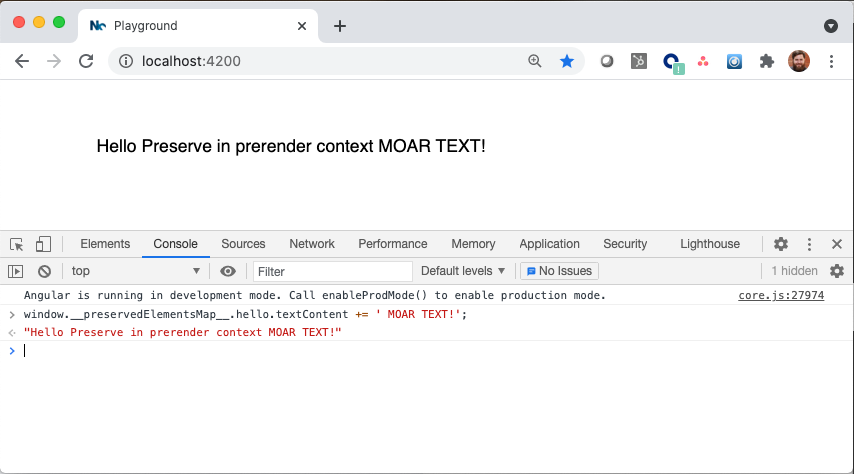 Playground
localhost:4200
Hello Preserve in prerender context MOAR TEXT!
Elements Console Sources Network Performance Memory Application Security Lighthouse
top Filter Default levels No Issues 1 hidden
Angular is running in development mode. Call enableProdMode() to enable production mode. core.js:27974
window.__preservedElementsMap__.hello.textContent += ' MOAR TEXT!';
"Hello Preserve in prerender context MOAR TEXT!"